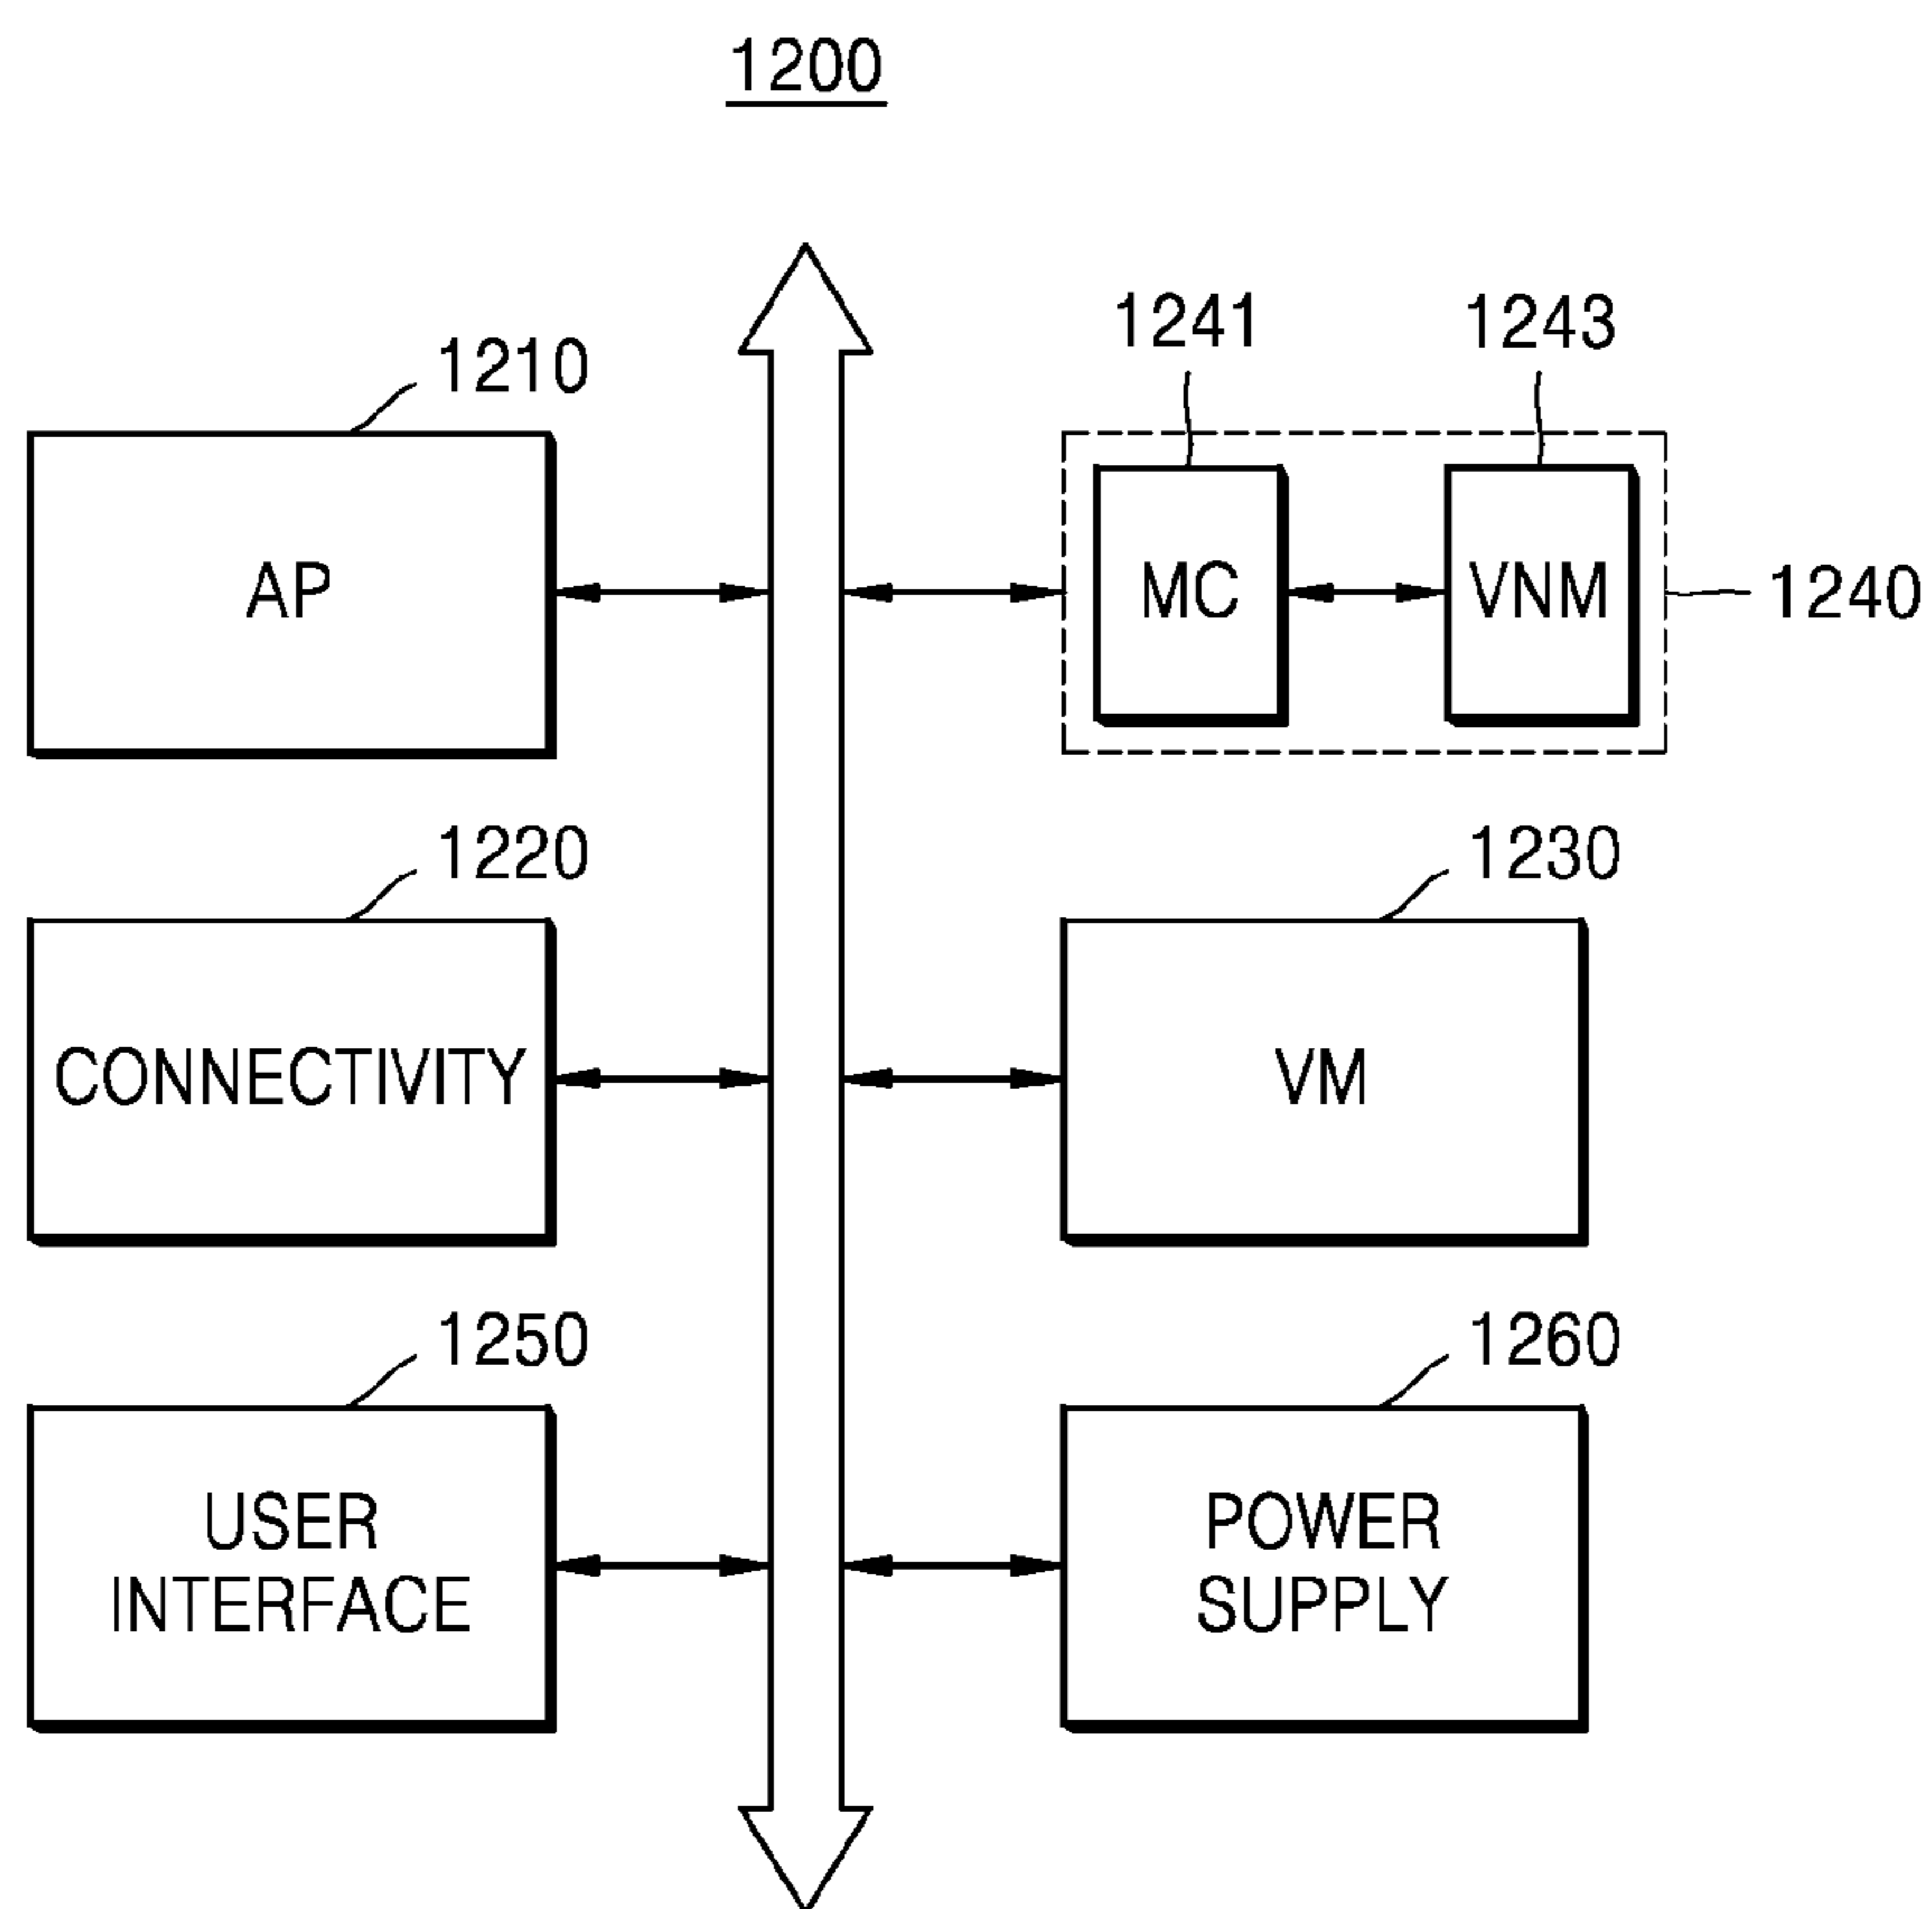 1200
1210
AP
1241
1243
MC
VNM
1240
1220
CONNECTIVITY
1230
VM
1250
USER
INTERFACE
1260
POWER
SUPPLY